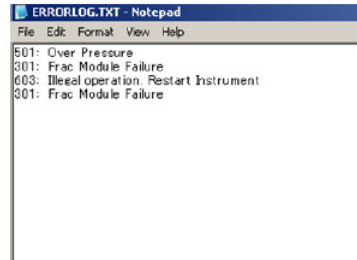 ERRORLOG.TXT - Notepad
File Edit Format View Help
501: Over Pressure
301: Frac Module Failure
603: Illegal operation. Restart Instrument
301: Frac Module Failure